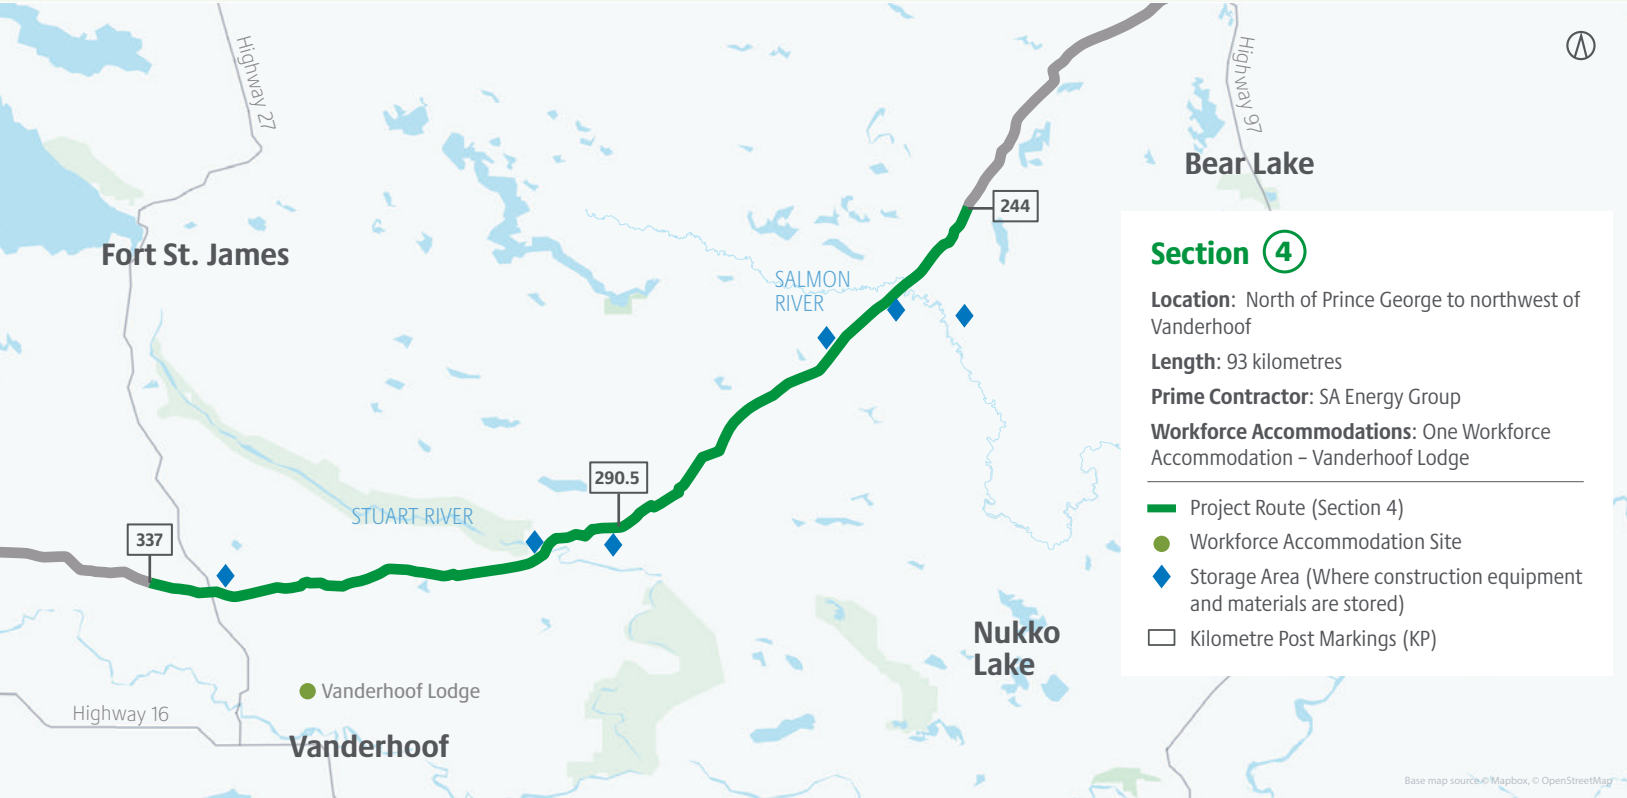 Highway 27
Highway 97
Bear Lake
244
Fort St. James
SALMON
RIVER
290.5
STUART RIVER
337
Nukko
Lake
Vanderhoof Lodge
Highway 16
Vanderhoof
Section 4
Location: North of Prince George to northwest of
Vanderhoof
Length: 93 kilometres
Prime Contractor: SA Energy Group
Workforce Accommodations: One Workforce
Accommodation – Vanderhoof Lodge
Project Route (Section 4)
Workforce Accommodation Site
Storage Area (Where construction equipment
and materials are stored)
Kilometre Post Markings (KP)
Base map source © Mapbox, © OpenStreetMap